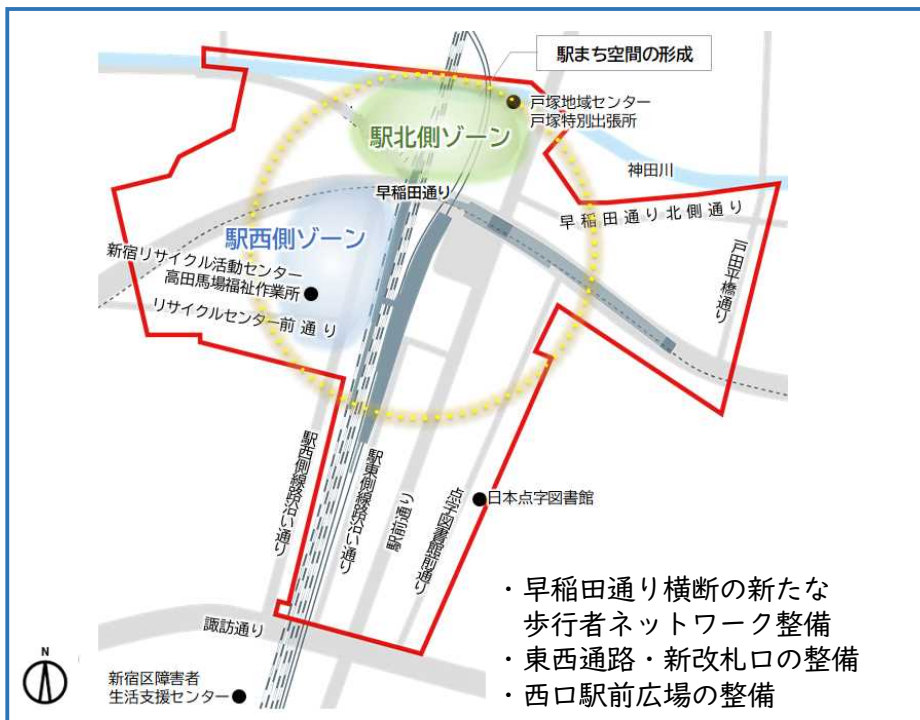 駅まち空間の形成
戸塚地域センター
戸塚特別出張所
駅北側ゾーン
神田川
早稲田通り
早稲田通り北側通り
駅西側ゾーン
戸田平橋通り
新宿リサイクル活動センター
高田馬場福祉作業所
リサイクルセンター前通り
駅西側線路沿い通り
駅東側線路沿い通り
駅前通り
点字図書館前通り
日本点字図書館
諏訪通り
N
新宿区障害者
生活支援センター
・早稲田通り横断の新たな
歩行者ネットワーク整備
・東西通路・新改札口の整備
・西口駅前広場の整備